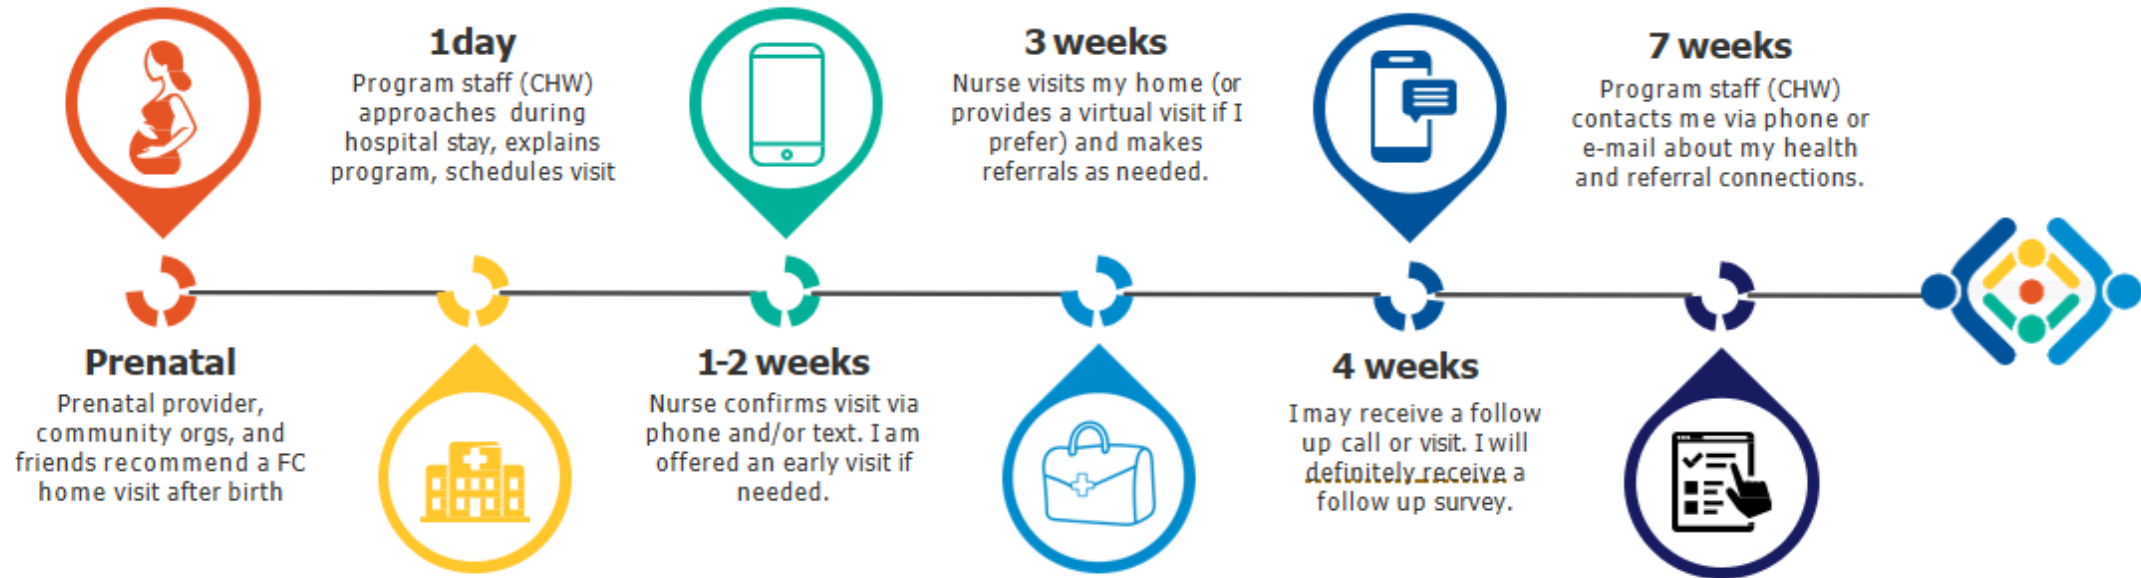 Prenatal
Prenatal provider,
community orgs, and
friends recommend a FC
home visit after birth
1day
Program staff (CHW)
approaches during
hospital stay, explains
program, schedules visit
1-2 weeks
Nurse confirms visit via
phone and/or text. I am
offered an early visit if
needed.
3 weeks
Nurse visits my home (or
provides a virtual visit if I
prefer) and makes
referrals as needed.
4 weeks
I may receive a follow
up call or visit. I will
definitely receive a
follow up survey.
7 weeks
Program staff (CHW)
contacts me via phone or
e-mail about my health
and referral connections.